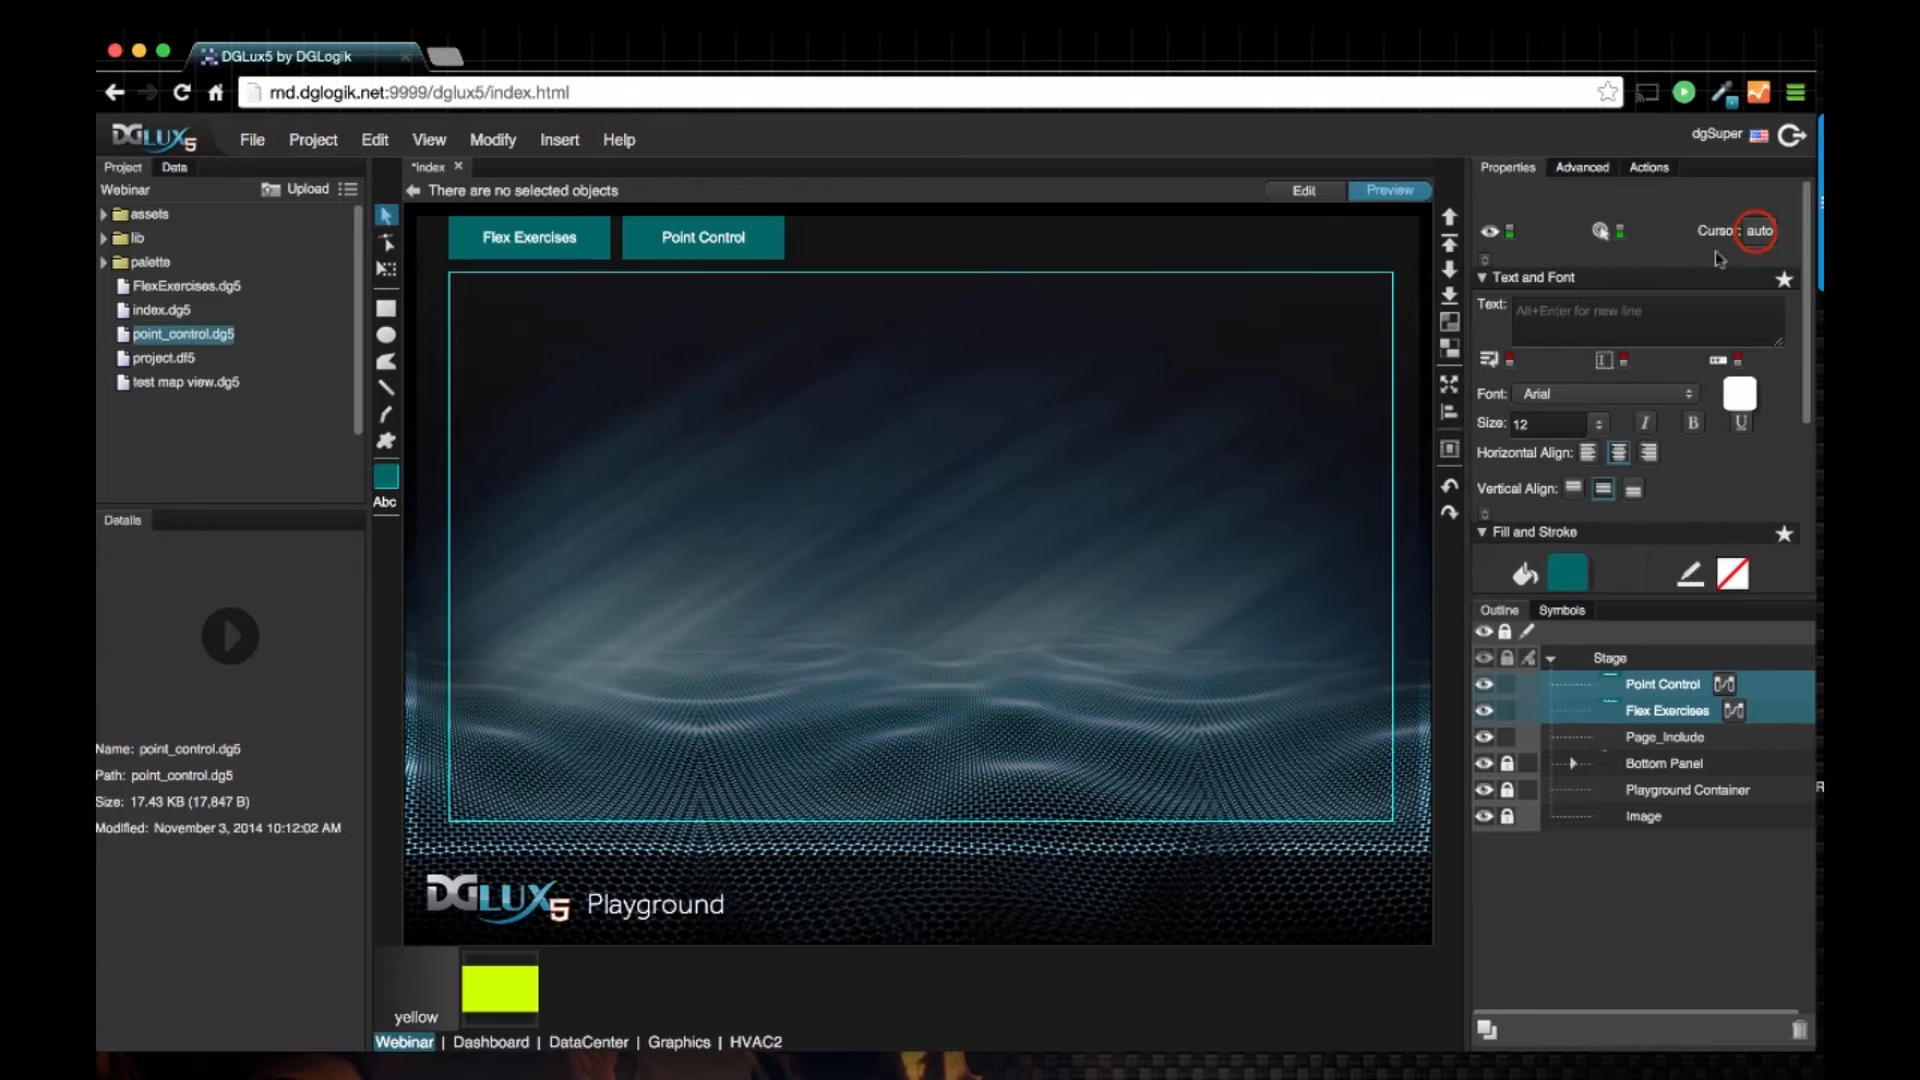 DGLux5 by DGLogik
rnd.dglogik.net:9999/dglux5/index.html
DGLUX5
File
Project
Edit
View
Modify
Insert
Help
dgSuper
Project
Data
*index
Properties
Advanced
Actions
Webinar
Upload
There are no selected objects
Edit
Preview
assets
lib
palette
FlexExercises.dg5
index.dg5
point_control.dg5
project.df5
test map view.dg5
Flex Exercises
Point Control
Cursor: auto
Text and Font
Text:
Alt+Enter for new line
Font:
Arial
Size:
12
I
B
U
Horizontal Align:
Vertical Align:
Fill and Stroke
Abc
Details
Outline
Symbols
Stage
Point Control
Flex Exercises
Page_Include
Bottom Panel
Playground Container
Image
Name: point_control.dg5
Path: point_control.dg5
Size: 17.43 KB (17,847 B)
Modified: November 3, 2014 10:12:02 AM
DGLUX5 Playground
yellow
Webinar | Dashboard | DataCenter | Graphics | HVAC2